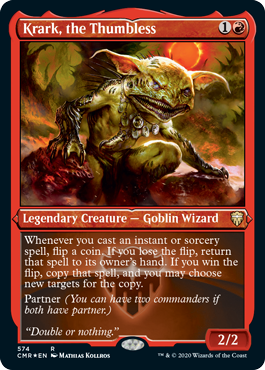 Krark, the Thumbless 1
Legendary Creature — Goblin Wizard
Whenever you cast an instant or sorcery
spell, flip a coin. If you lose the flip, return
that spell to its owner's hand. If you win the
flip, copy that spell, and you may choose
new targets for the copy.
Partner (You can have two commanders if
both have partner.)
"Double or nothing."
2/2
574 R
CMR★EN Mathias Kollros
™ & © 2020 Wizards of the Coast